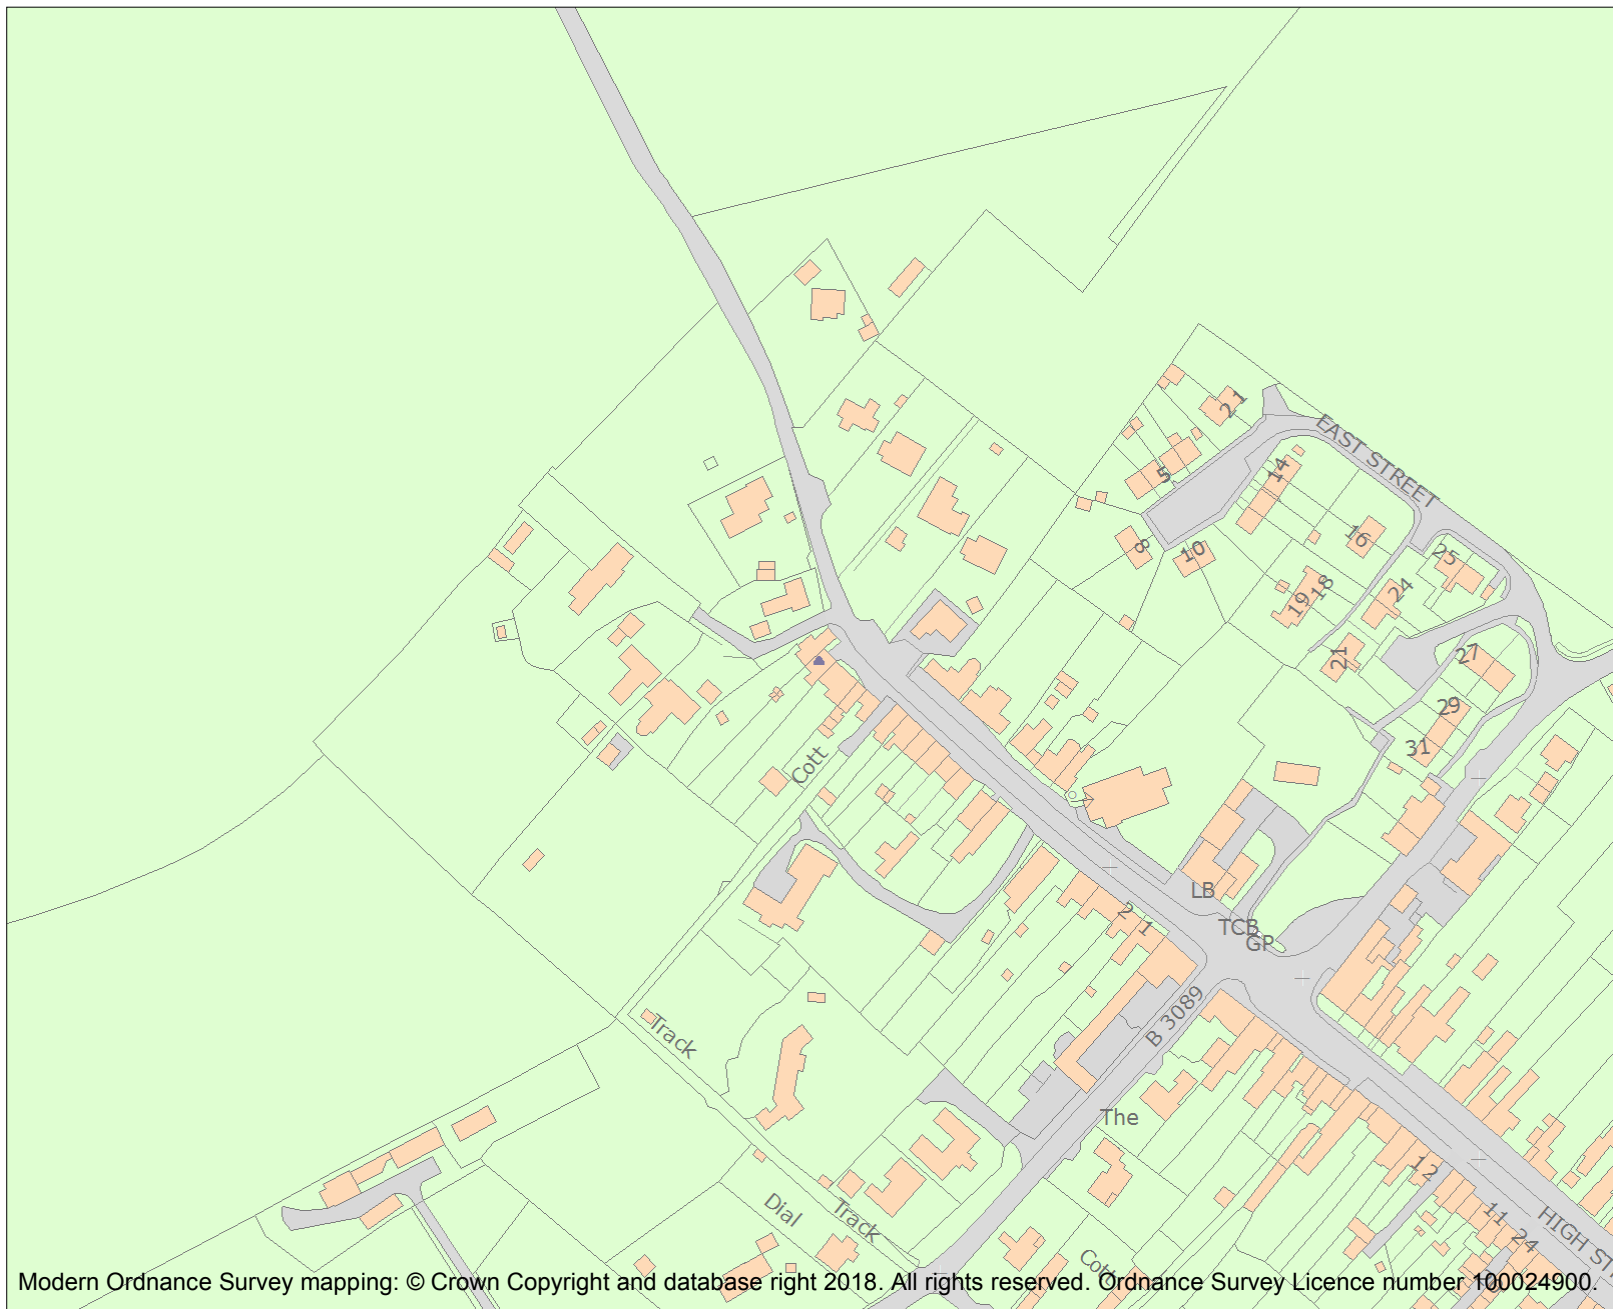 21
EAST STREET
5
14
16
8
10
25
18
19
24
21
27
29
31
Cott
LB
2
1
TCB
GP
B 3089
Track
The
12
Dial
Track
11
24
HIGH ST
Cott
Modern Ordnance Survey mapping: © Crown Copyright and database right 2018. All rights reserved. Ordnance Survey Licence number 100024900.